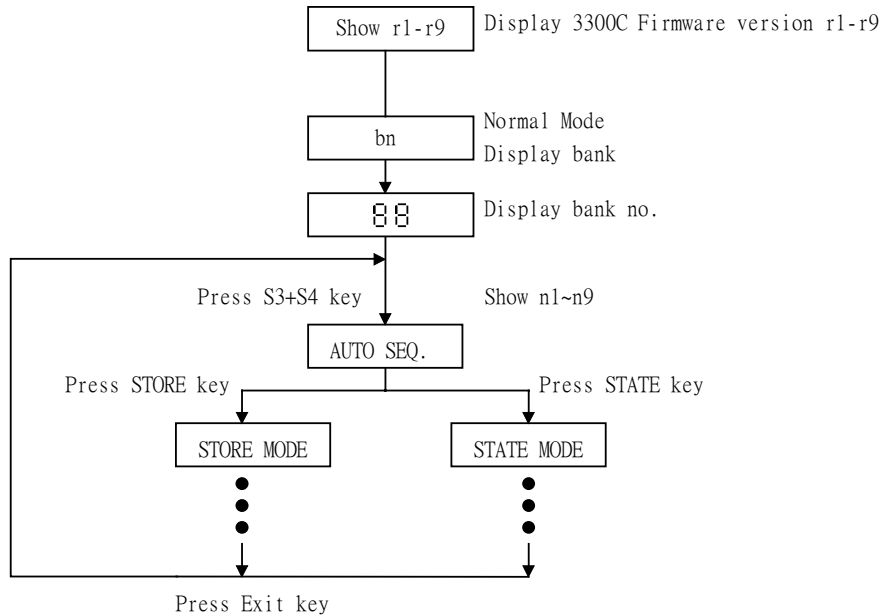 Show r1-r9
Display 3300C Firmware version r1-r9
bn
Normal Mode
Display bank
88
Display bank no.
Press S3+S4 key
Show n1~n9
AUTO SEQ.
Press STORE key
Press STATE key
STORE MODE
STATE MODE
Press Exit key